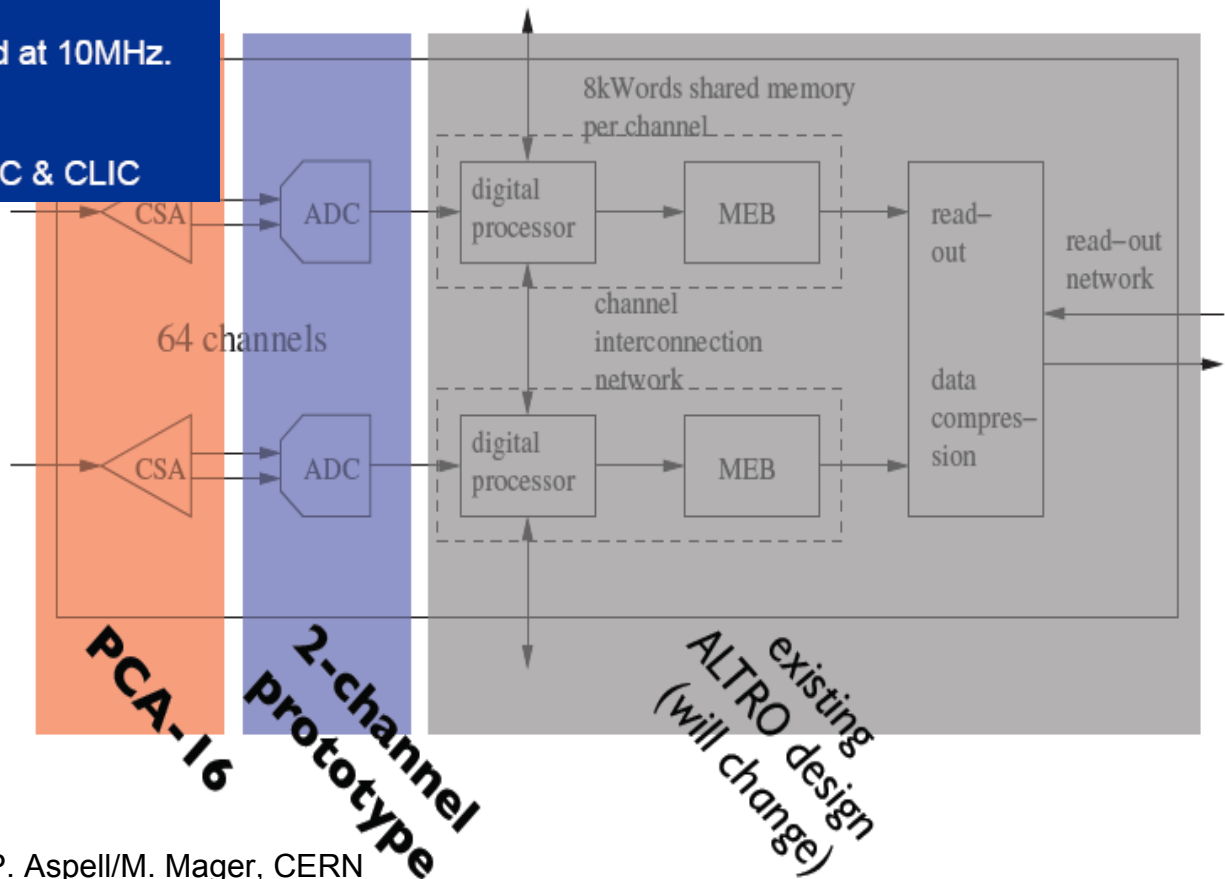 d at 10MHz.
C & CLIC
8kWords shared memory
per channel
CSA
ADC
digital
processor
MEB
read-
out
read-out
network
64 channels
channel
interconnection
network
CSA
ADC
digital
processor
MEB
data
compres-
sion
PCA-16
2-channel
prototype
existing
ALTRO design
(will change)
P. Aspell/M. Mager, CERN